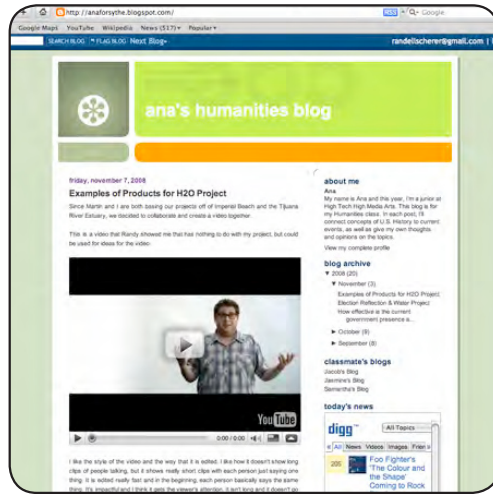 http://anaforsythe.blogspot.com/
RSS
Google
Google Maps YouTube Wikipedia News (517)▾ Popular▾
SEARCH BLOG FLAG BLOG Next Blog»
randellscherer@gmail.com |
ana's humanities blog
friday, november 7, 2008
Examples of Products for H2O Project
Since Martin and I are both basing our projects off of Imperial Beach and the Tijuana
River Estuary, we decided to collaborate and create a video together.
This is a video that Randy showed me that has nothing to do with my project, but could
be used for ideas for the video.
YouTube
0:00 / 0:00
I like the style of the video and the way that it is edited. I like how it doesn't show long
clips of people talking, but it shows really short clips with each person just saying one
thing. It is edited really fast and in the beginning, each person basically says the same
thing. It's impactful and I think it gets the viewer's attention. It isn't long and it doesn't go
about me
Ana
My name is Ana and this year, I'm a junior at
High Tech High Media Arts. This blog is for
my Humanities class. In each post, I'll
connect concepts of U.S. History to current
events, as well as give my own thoughts
and opinions on the topics.
View my complete profile
blog archive
▼ 2008 (20)
▼ November (3)
Examples of Products for H2O Project
Election Reflection & Water Project
How effective is the current
government presence is...
► October (8)
► September (9)
classmate's blogs
Jacob's Blog
Jasmine's Blog
Samantha's Blog
today's news
digg™ All Topics
All News Videos Images
205 Foo Fighter's
'The Colour and
the Shape'
Coming to Rock